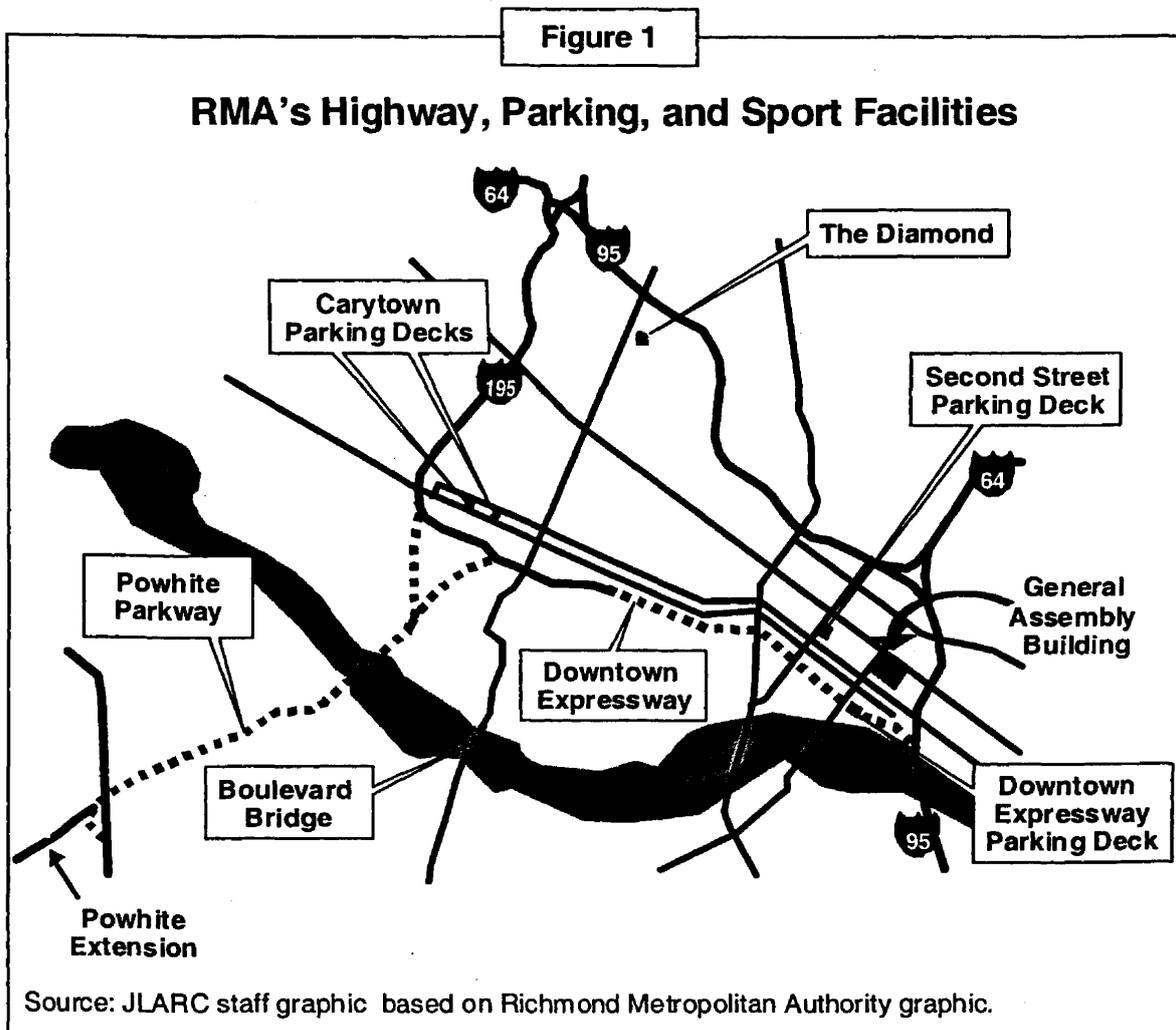 Figure 1
RMA's Highway, Parking, and Sport Facilities
64
95
The Diamond
Carytown
Parking Decks
195
Second Street
Parking Deck
64
Powhite
Parkway
General
Assembly
Building
Downtown
Expressway
Boulevard
Bridge
Downtown
Expressway
Parking Deck
95
Powhite
Extension
Source: JLARC staff graphic based on Richmond Metropolitan Authority graphic.